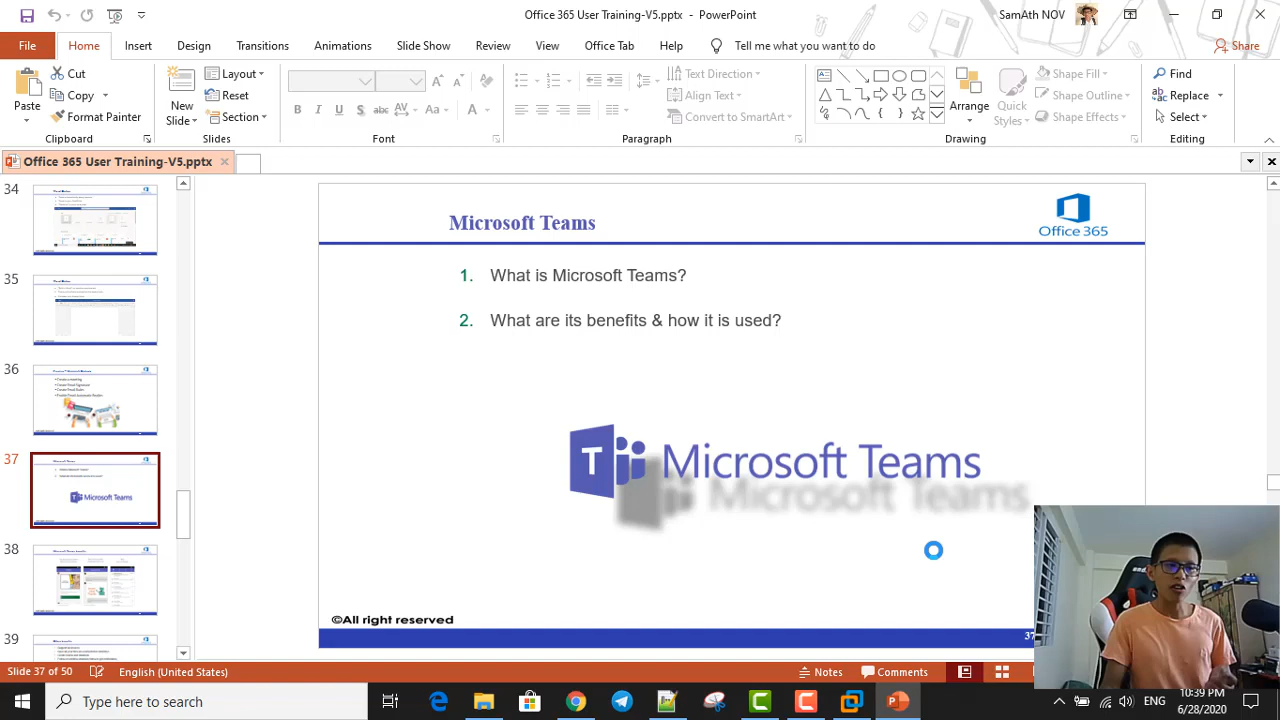 Office 365 User Training-V5.pptx - PowerPoint
SamAth NOV
File Home Insert Design Transitions Animations Slide Show Review View Office Tab Help Tell me what you want to do Share
Paste
Cut
Copy
Format Painter
Clipboard
New Slide
Layout
Reset
Section
Slides
B I U S abc AV Aa A
Font
Text Direction
Align Text
Convert to SmartArt
Paragraph
Arrange
Quick Styles
Shape Fill
Shape Outline
Shape Effects
Drawing
Find
Replace
Select
Editing
Office 365 User Training-V5.pptx
34
35
36
37
38
39
Microsoft Teams
Office 365
1. What is Microsoft Teams?
2. What are its benefits & how it is used?
T Microsoft Teams
©All right reserved
37
Slide 37 of 50 English (United States) Notes Comments
Type here to search
ENG
10:39 PM
6/28/2020